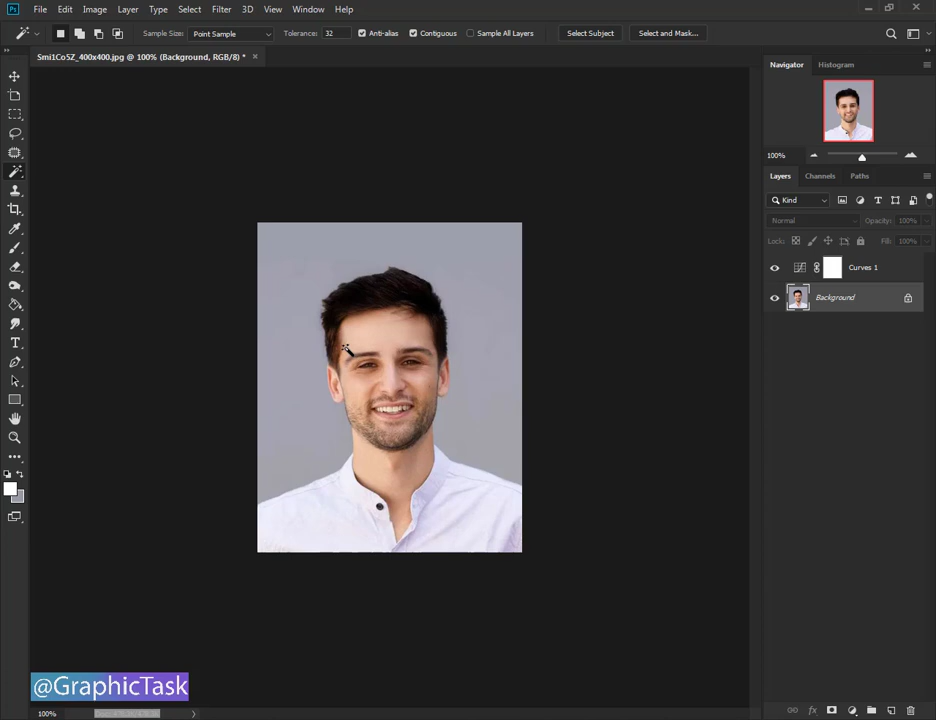 Ps File Edit Image Layer Type Select Filter 3D View Window Help
Sample Size: Point Sample Tolerance: 32 Anti-alias Contiguous Sample All Layers Select Subject Select and Mask...
Smi1Co5Z_400x400.jpg @ 100% (Background, RGB/8) *
Navigator Histogram
100%
Layers Channels Paths
Kind
Normal Opacity: 100%
Lock: Fill: 100%
Curves 1
Background
@GraphicTask
100%